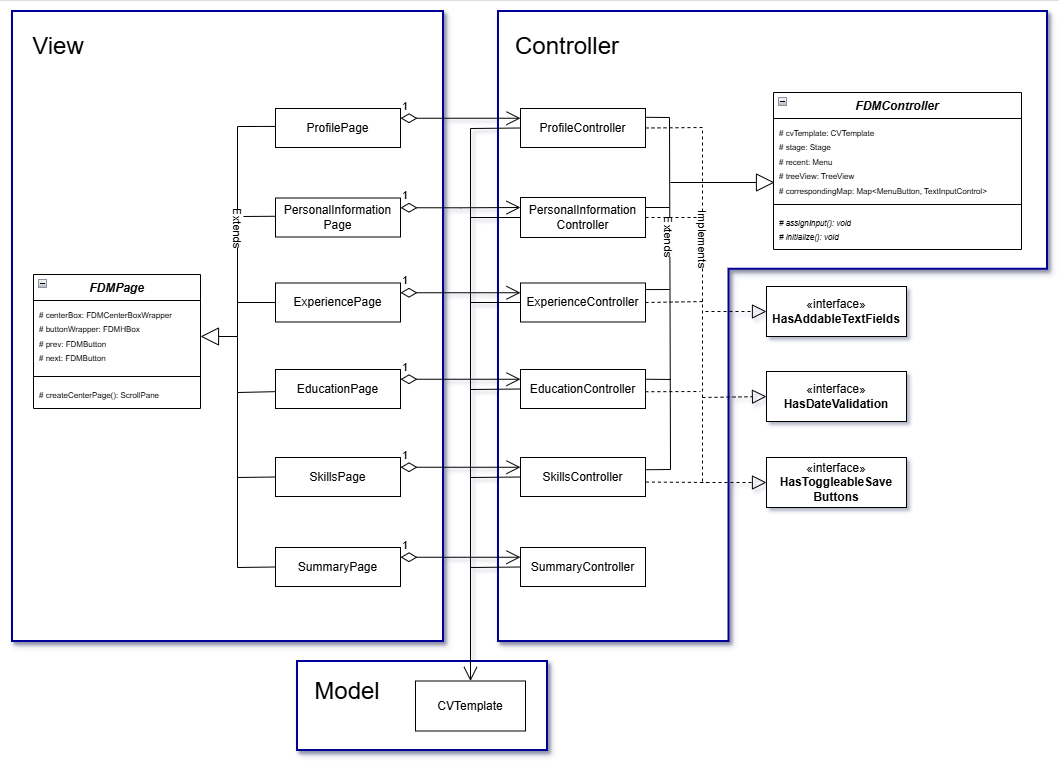 View
Controller
1
ProfilePage
ProfileController
FDMController
# cvTemplate: CVTemplate
# stage: Stage
# recent: Menu
# treeView: TreeView
# correspondingMap: Map<MenuButton, TextInputControl>
# assignInput(): void
# initialize(): void
1
PersonalInformation
Page
PersonalInformation
Controller
Extends
Extends
Implements
FDMPage
# centerBox: FDMCenterBoxWrapper
# buttonWrapper: FDMHBox
# prev: FDMButton
# next: FDMButton
# createCenterPage(): ScrollPane
1
ExperiencePage
ExperienceController
«interface»
HasAddableTextFields
1
EducationPage
EducationController
«interface»
HasDateValidation
1
SkillsPage
SkillsController
«interface»
HasToggleableSave
Buttons
1
SummaryPage
SummaryController
Model
CVTemplate